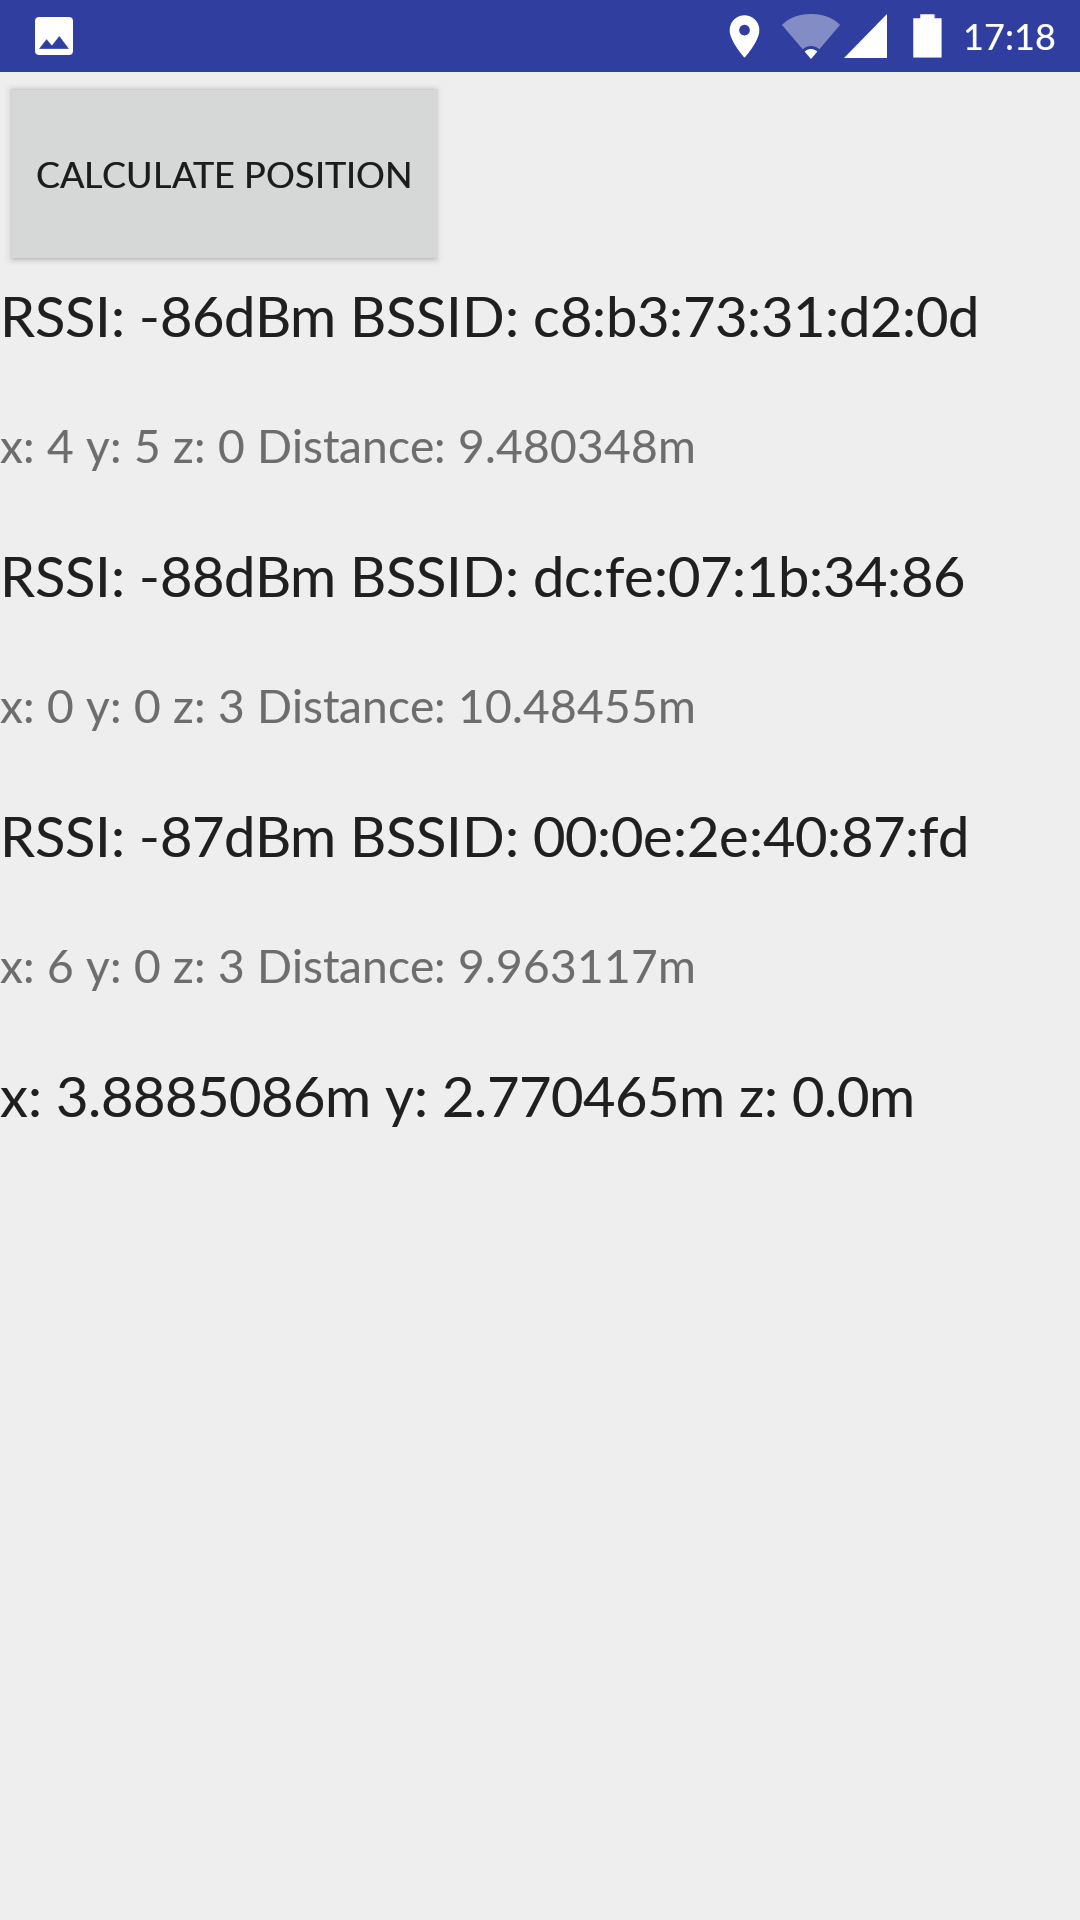 17:18
CALCULATE POSITION
RSSI: -86dBm BSSID: c8:b3:73:31:d2:0d
x: 4 y: 5 z: 0 Distance: 9.480348m
RSSI: -88dBm BSSID: dc:fe:07:1b:34:86
x: 0 y: 0 z: 3 Distance: 10.48455m
RSSI: -87dBm BSSID: 00:0e:2e:40:87:fd
x: 6 y: 0 z: 3 Distance: 9.963117m
x: 3.8885086m y: 2.770465m z: 0.0m